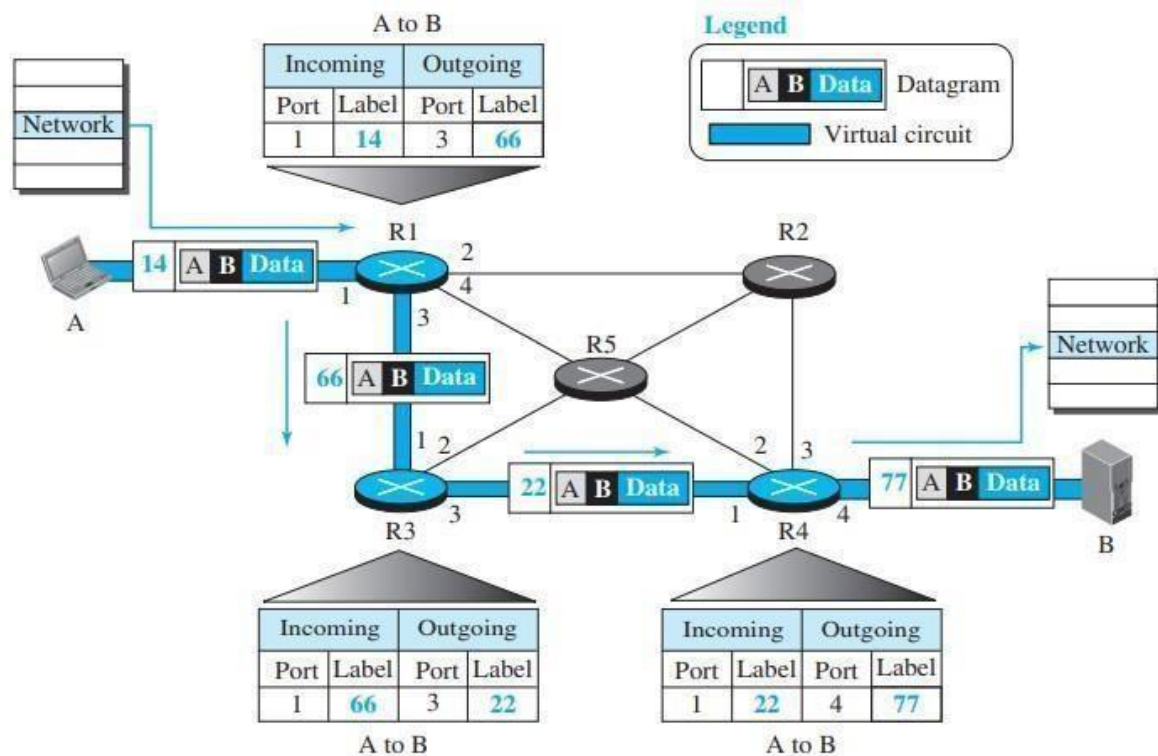 A to B
Incoming Outgoing
Port Label Port Label
1 14 3 66
Legend
A B Data Datagram
Virtual circuit
Network
R1
R2
14 A B Data
A
1
2
4
3
66 A B Data
R5
Network
1 2
2 3
22 A B Data
77 A B Data
3
1
4
R3
R4
B
Incoming Outgoing
Port Label Port Label
1 66 3 22
A to B
Incoming Outgoing
Port Label Port Label
1 22 4 77
A to B